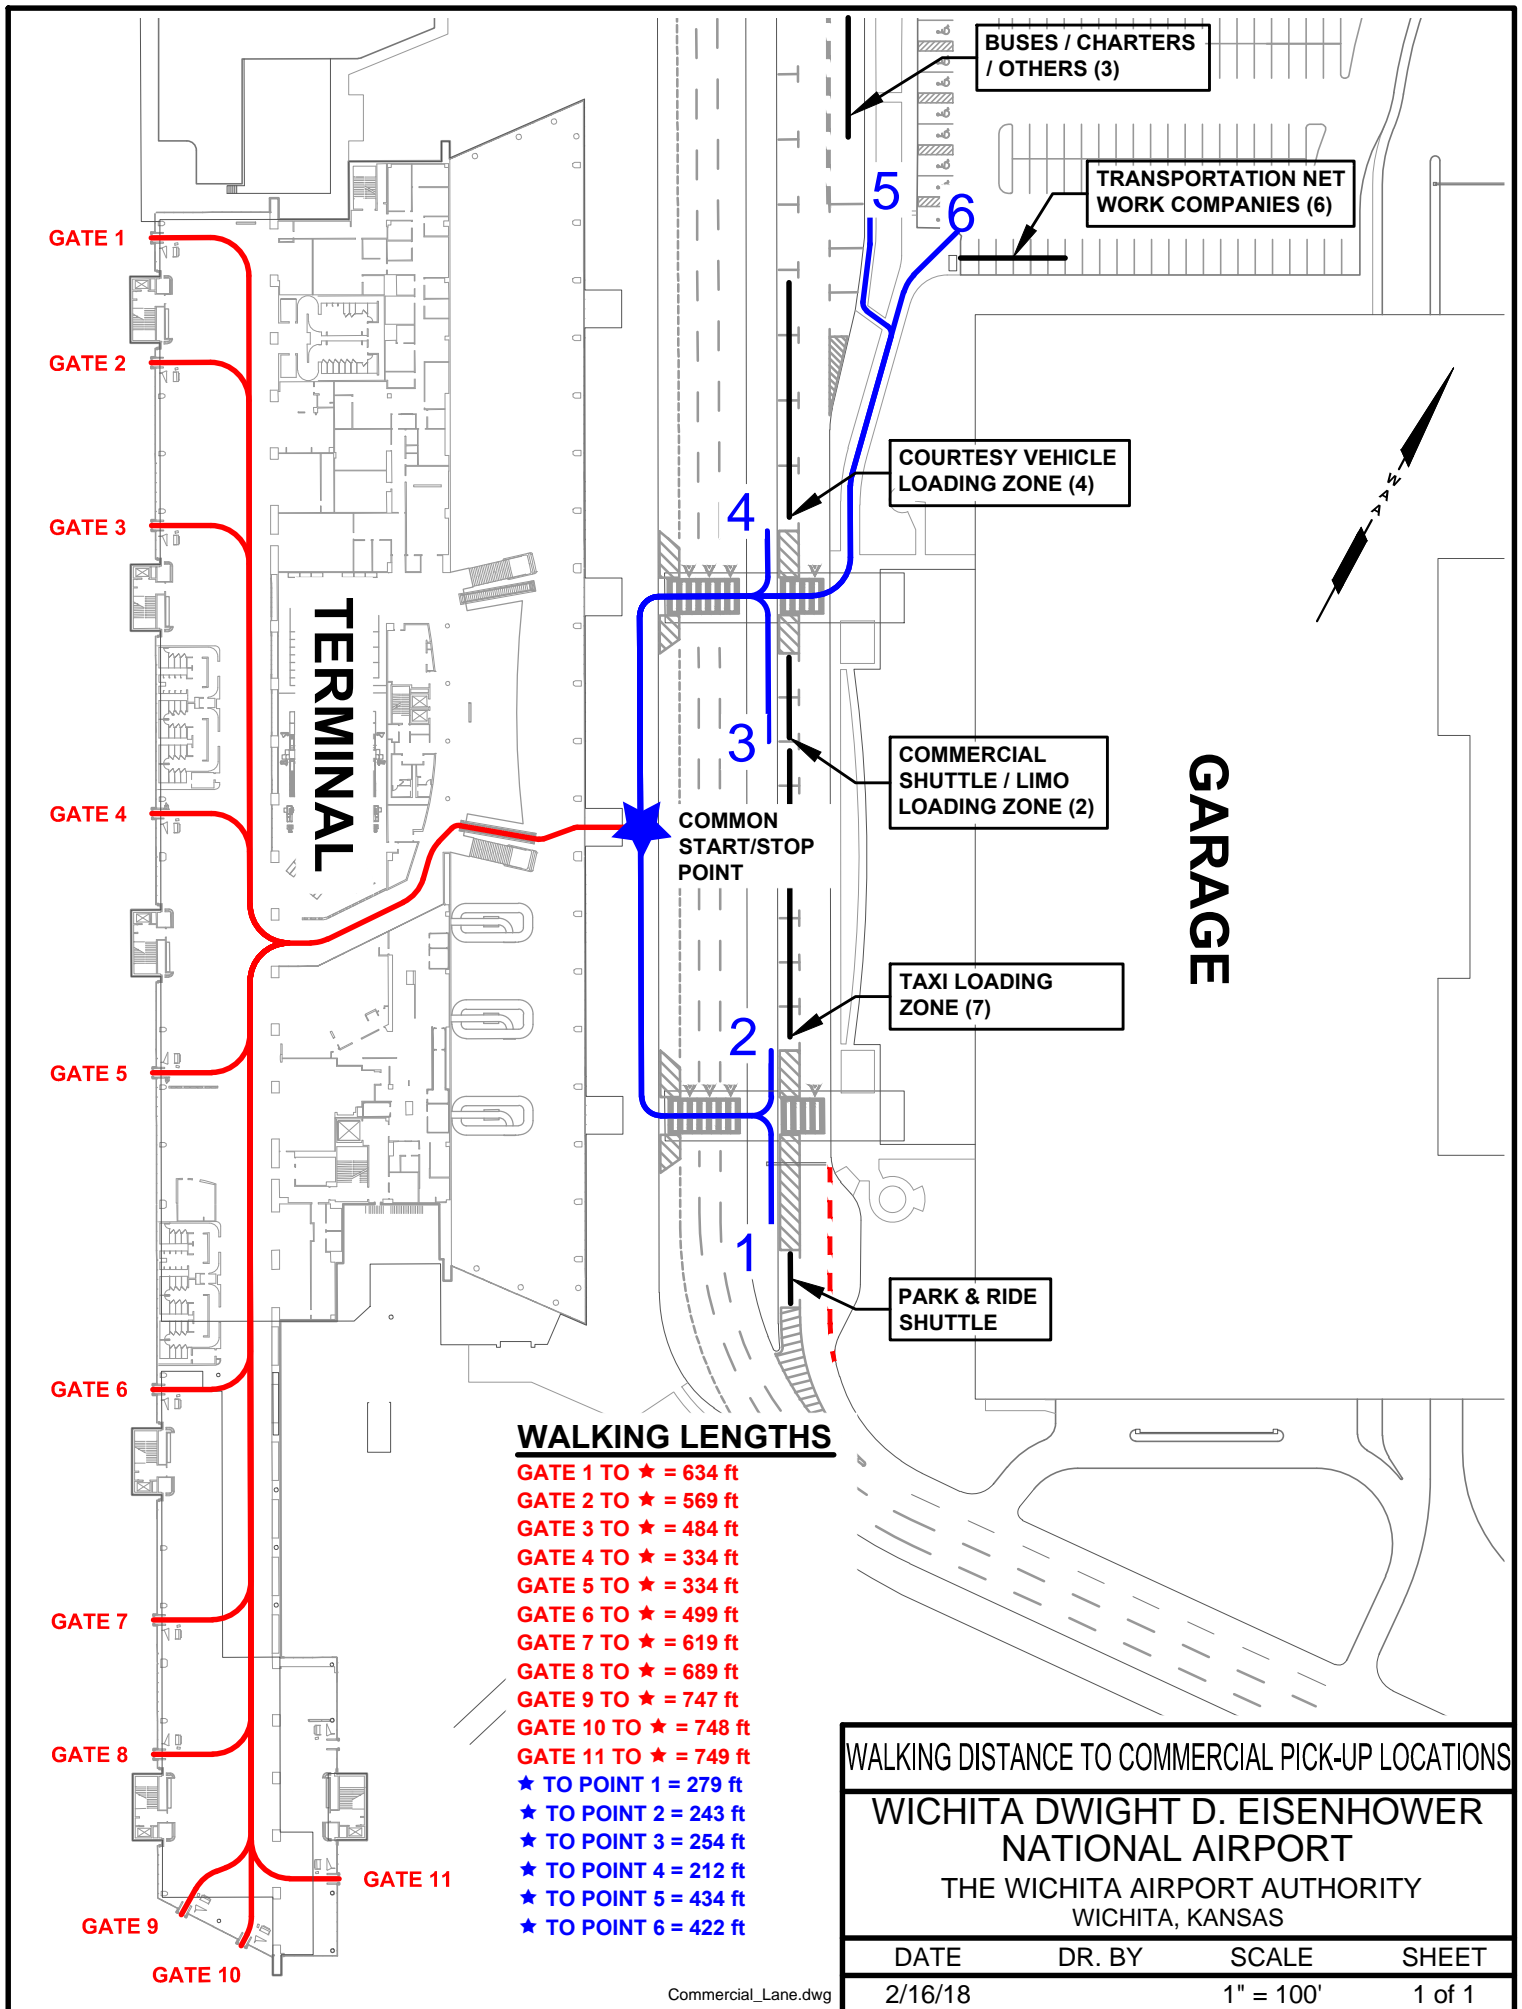 BUSES / CHARTERS
/ OTHERS (3)
5
6
TRANSPORTATION NET
WORK COMPANIES (6)
GATE 1
GATE 2
COURTESY VEHICLE
LOADING ZONE (4)
4
GATE 3
WAA
TERMINAL
3
COMMERCIAL
SHUTTLE / LIMO
LOADING ZONE (2)
GARAGE
GATE 4
COMMON
START/STOP
POINT
TAXI LOADING
ZONE (7)
2
GATE 5
1
PARK & RIDE
SHUTTLE
GATE 6
GATE 7
GATE 8
GATE 11
GATE 9
GATE 10
WALKING LENGTHS
GATE 1 TO ★ = 634 ft
GATE 2 TO ★ = 569 ft
GATE 3 TO ★ = 484 ft
GATE 4 TO ★ = 334 ft
GATE 5 TO ★ = 334 ft
GATE 6 TO ★ = 499 ft
GATE 7 TO ★ = 619 ft
GATE 8 TO ★ = 689 ft
GATE 9 TO ★ = 747 ft
GATE 10 TO ★ = 748 ft
GATE 11 TO ★ = 749 ft
★ TO POINT 1 = 279 ft
★ TO POINT 2 = 243 ft
★ TO POINT 3 = 254 ft
★ TO POINT 4 = 212 ft
★ TO POINT 5 = 434 ft
★ TO POINT 6 = 422 ft
Commercial_Lane.dwg
WALKING DISTANCE TO COMMERCIAL PICK-UP LOCATIONS
WICHITA DWIGHT D. EISENHOWER
NATIONAL AIRPORT
THE WICHITA AIRPORT AUTHORITY
WICHITA, KANSAS
DATE DR. BY SCALE SHEET
2/16/18 1" = 100' 1 of 1